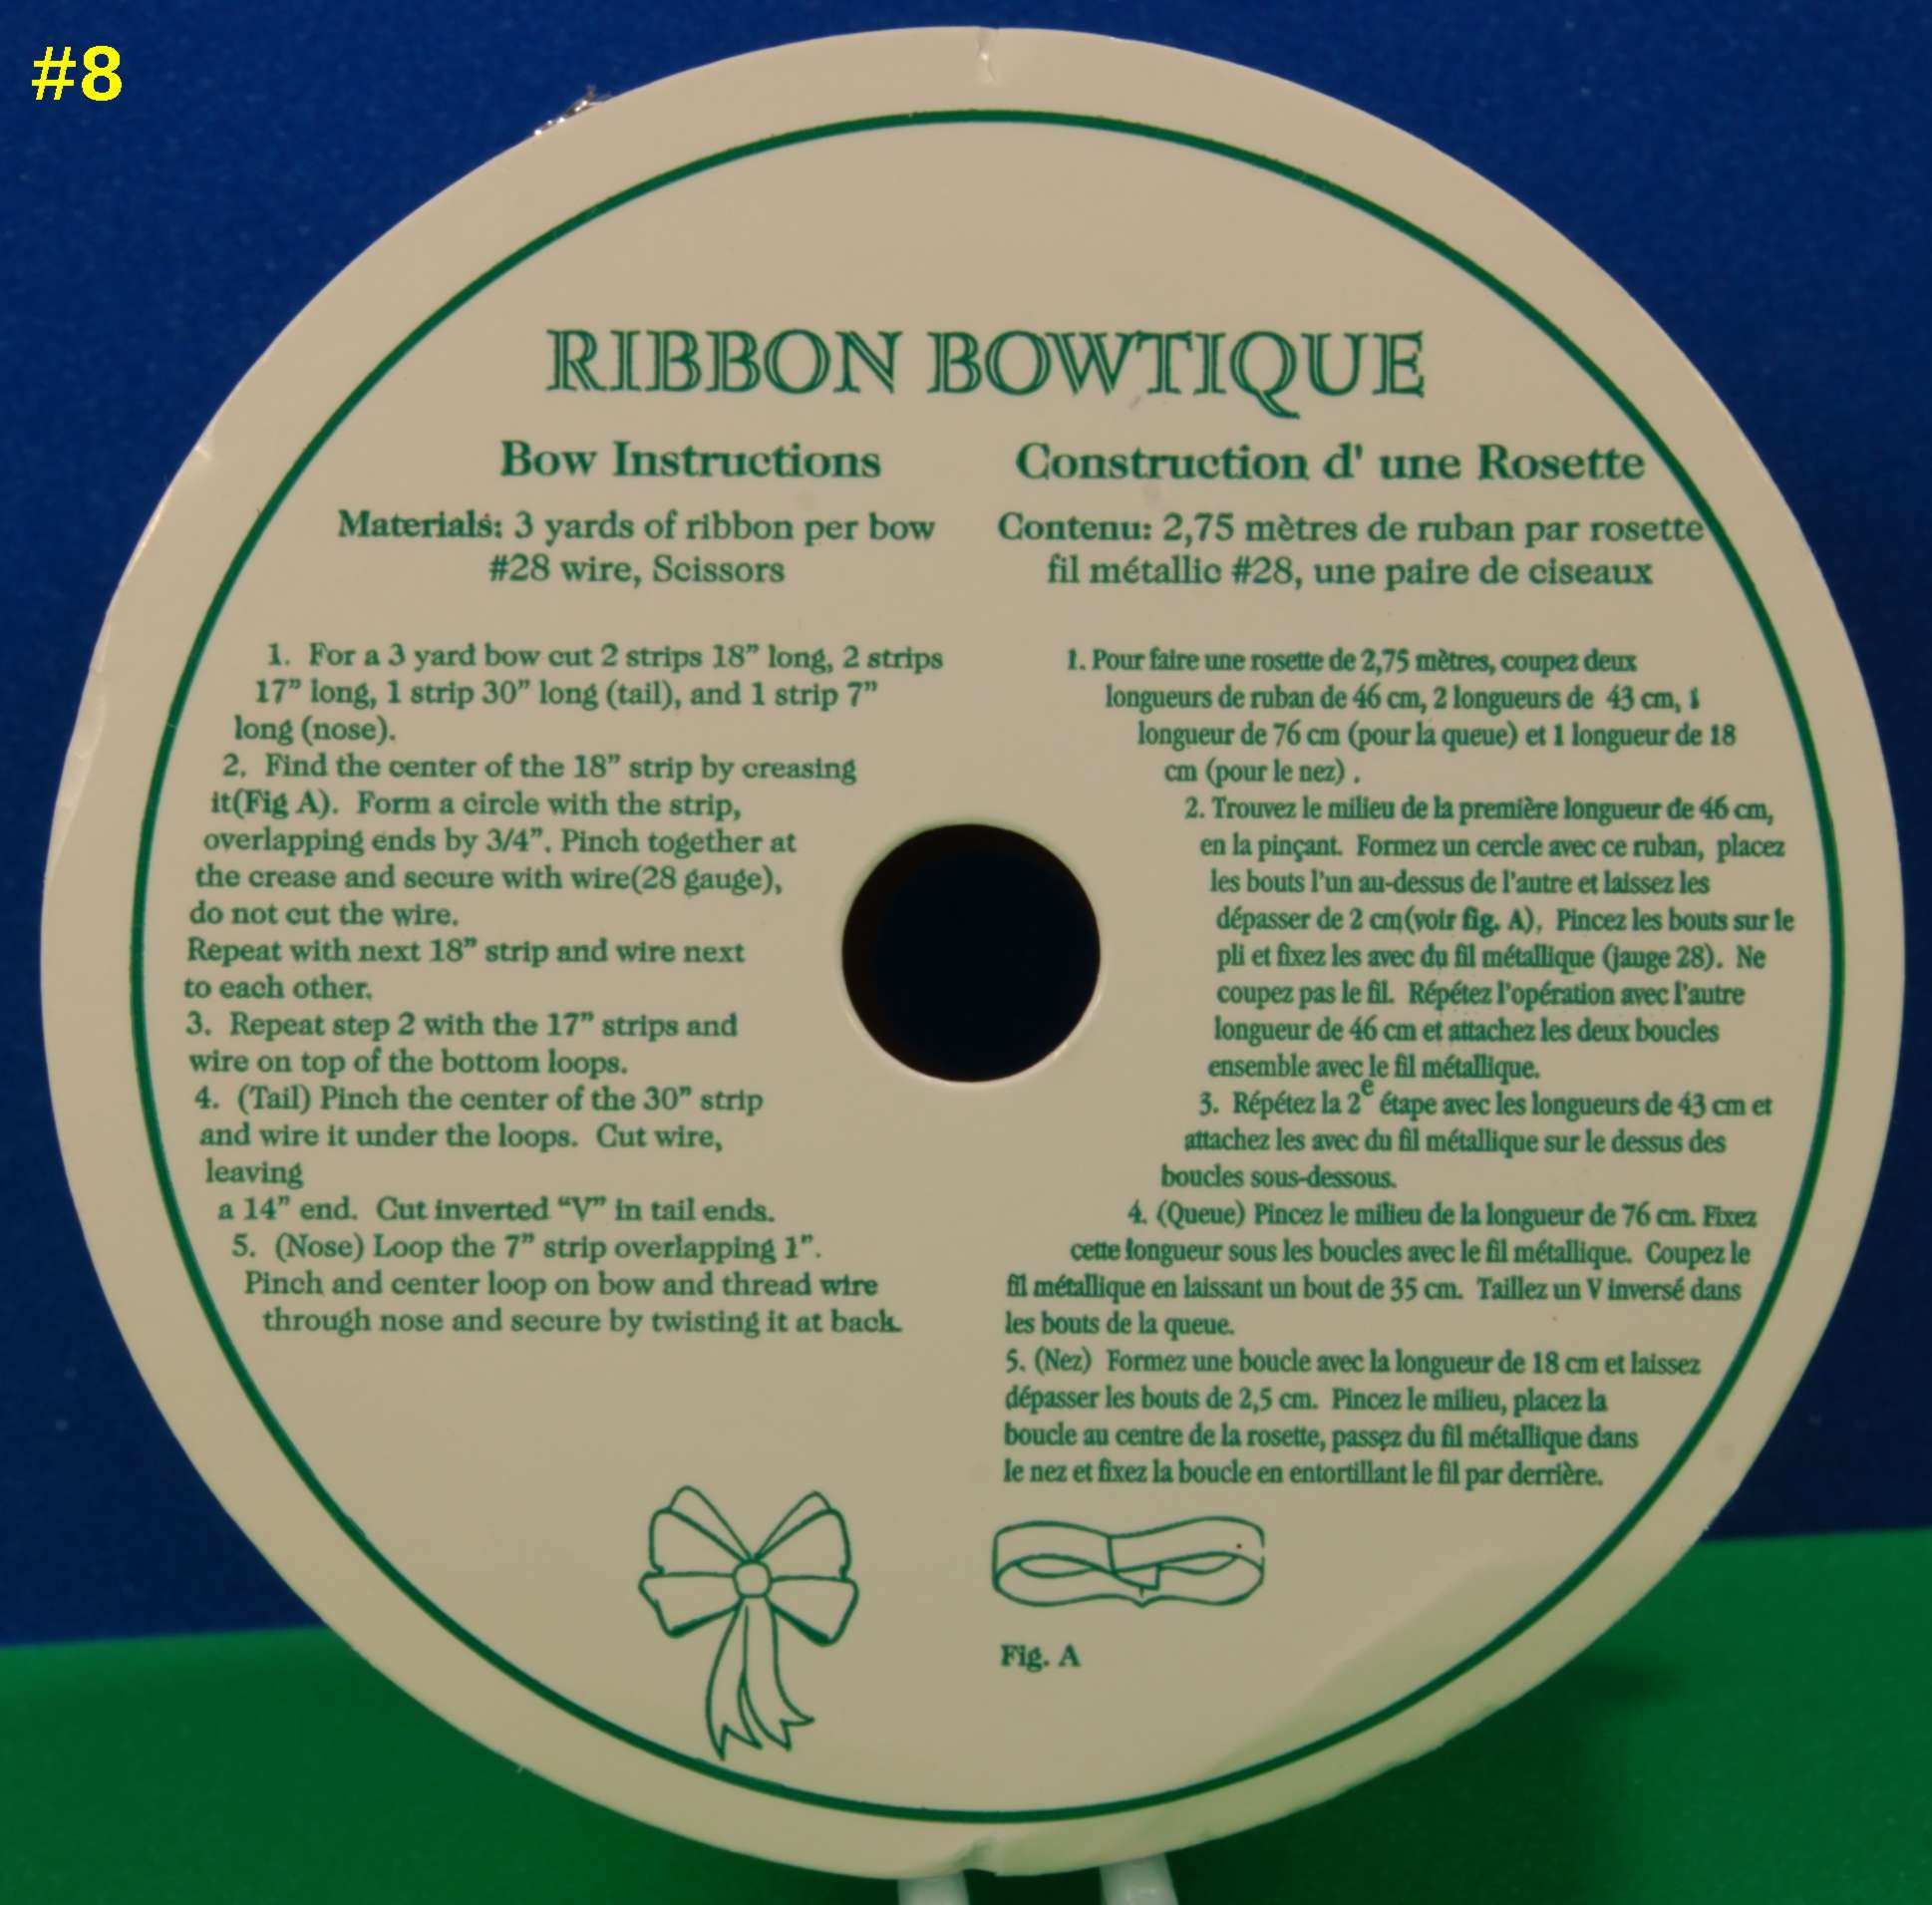 #8
RIBBON BOWTIQUE
Bow Instructions
Materials: 3 yards of ribbon per bow
#28 wire, Scissors
1. For a 3 yard bow cut 2 strips 18” long, 2 strips
17” long, 1 strip 30” long (tail), and 1 strip 7”
long (nose).
2. Find the center of the 18” strip by creasing
it(Fig A). Form a circle with the strip,
overlapping ends by 3/4”. Pinch together at
the crease and secure with wire(28 gauge),
do not cut the wire.
Repeat with next 18” strip and wire next
to each other.
3. Repeat step 2 with the 17” strips and
wire on top of the bottom loops.
4. (Tail) Pinch the center of the 30” strip
and wire it under the loops. Cut wire,
leaving
a 14” end. Cut inverted “V” in tail ends.
5. (Nose) Loop the 7” strip overlapping 1”.
Pinch and center loop on bow and thread wire
through nose and secure by twisting it at back.
Construction d' une Rosette
Contenu: 2,75 mètres de ruban par rosette
fil métallic #28, une paire de ciseaux
1. Pour faire une rosette de 2,75 mètres, coupez deux
longueurs de ruban de 46 cm, 2 longueurs de 43 cm, 1
longueur de 76 cm (pour la queue) et 1 longueur de 18
cm (pour le nez) .
2. Trouvez le milieu de la première longueur de 46 cm,
en la pinçant. Formez un cercle avec ce ruban, placez
les bouts l'un au-dessus de l'autre et laissez les
dépasser de 2 cm(voir fig. A). Pincez les bouts sur le
pli et fixez les avec du fil métallique (jauge 28). Ne
coupez pas le fil. Répétez l'opération avec l'autre
longueur de 46 cm et attachez les deux boucles
ensemble avec le fil métallique.
3. Répétez la 2e étape avec les longueurs de 43 cm et
attachez les avec du fil métallique sur le dessus des
boucles sous-dessous.
4. (Queue) Pincez le milieu de la longueur de 76 cm. Fixez
cette longueur sous les boucles avec le fil métallique. Coupez le
fil métallique en laissant un bout de 35 cm. Taillez un V inversé dans
les bouts de la queue.
5. (Nez) Formez une boucle avec la longueur de 18 cm et laissez
dépasser les bouts de 2,5 cm. Pincez le milieu, placez la
boucle au centre de la rosette, passez du fil métallique dans
le nez et fixez la boucle en entortillant le fil par derrière.
Fig. A